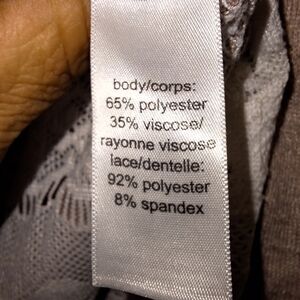 body/corps:
65% polyester
35% viscose/
rayonne viscose
lace/dentelle:
92% polyester
8% spandex